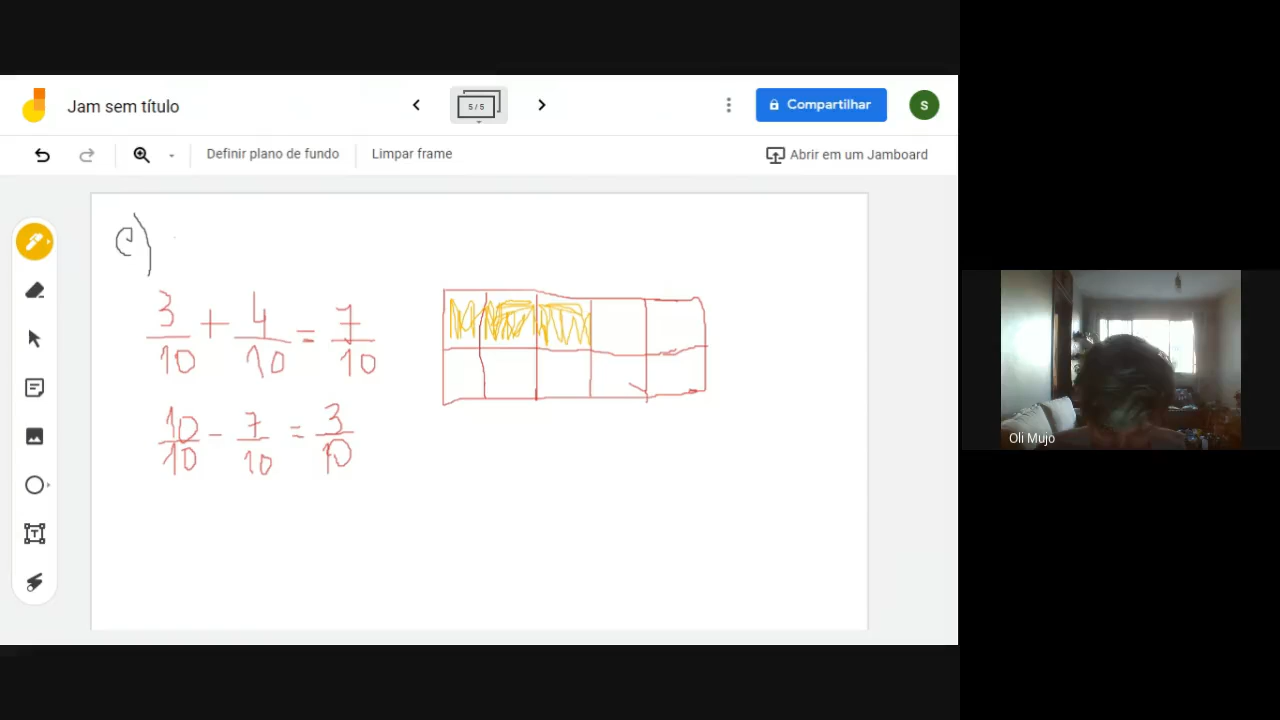 Jam sem título
5 / 5
Compartilhar
S
Definir plano de fundo
Limpar frame
Abrir em um Jamboard
e)
3/10 + 4/10 = 7/10
10/10 - 7/10 = 3/10
Oli Mujo